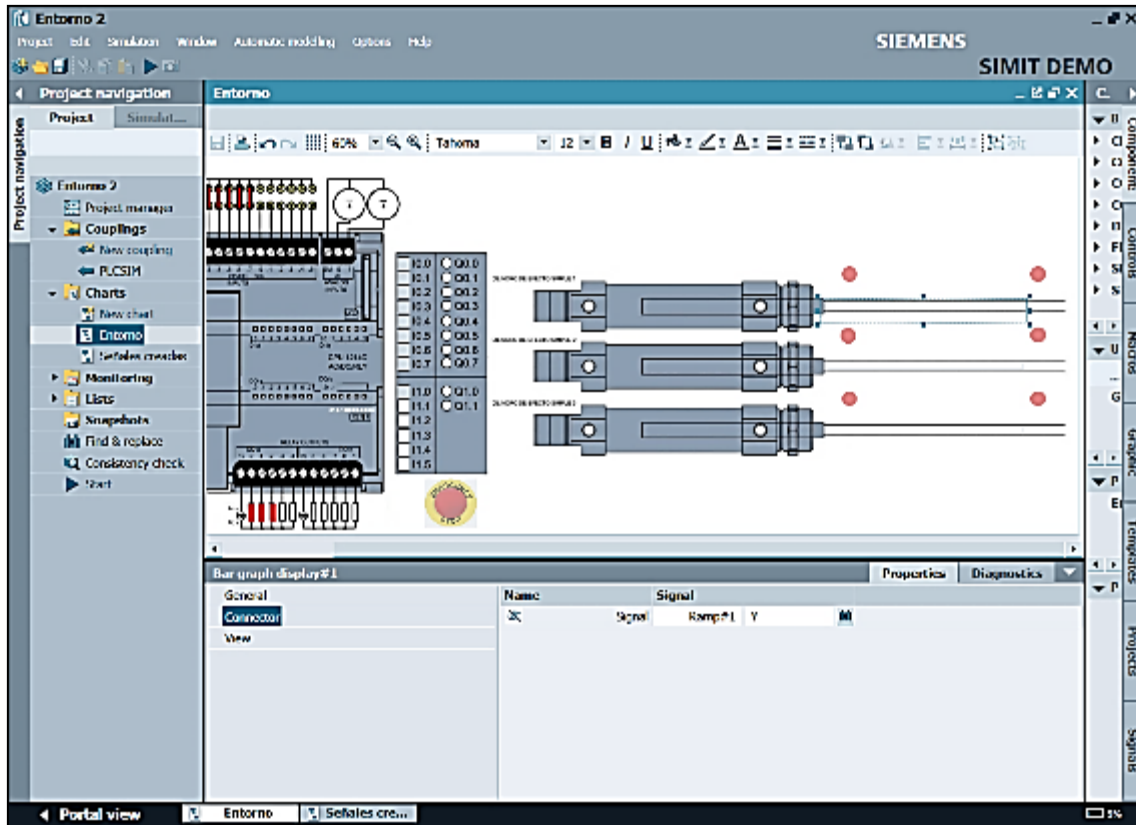 Entorno 2
Project Edit Simulation Window Automatic modelling Options Help
SIEMENS
SIMIT DEMO
Project navigation
Entorno
C.
Project Simulat...
60% Tahoma 12 B I U A
Project navigation
Entorno 2
Project manager
Couplings
New coupling
PLCSIM
Charts
New chart
Entorno
Señales creadas
Monitoring
Lists
Snapshots
Find & replace
Consistency check
Start
I0.0 Q0.0
I0.1 Q0.1
I0.2 Q0.2
I0.3 Q0.3
I0.4 Q0.4
I0.5 Q0.5
I0.6 Q0.6
I0.7 Q0.7
I1.0 Q1.0
I1.1 Q1.1
I1.2
I1.3
I1.4
I1.5
Components
Controls
Macros
Graphic
Templates
Projects
Signals
Bar graph display#1
Properties Diagnostics
General
Connector
View
Name Signal
Signal Ramp#1 Y
Portal view
Entorno
Señales cre...
5%